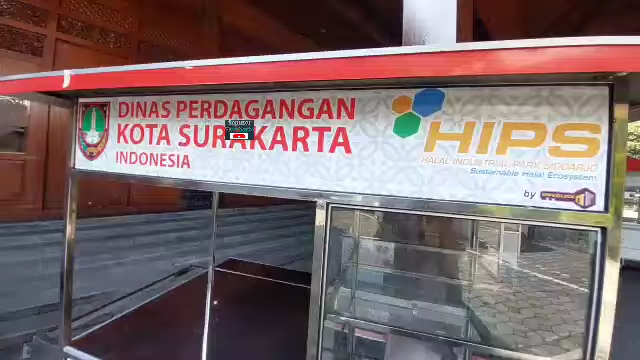 DINAS PERDAGANGAN
KOTA SURAKARTA
INDONESIA
HIPS
HALAL INDUSTRIAL PARK SIDOARJO
Sustainable Halal Ecosystem
by